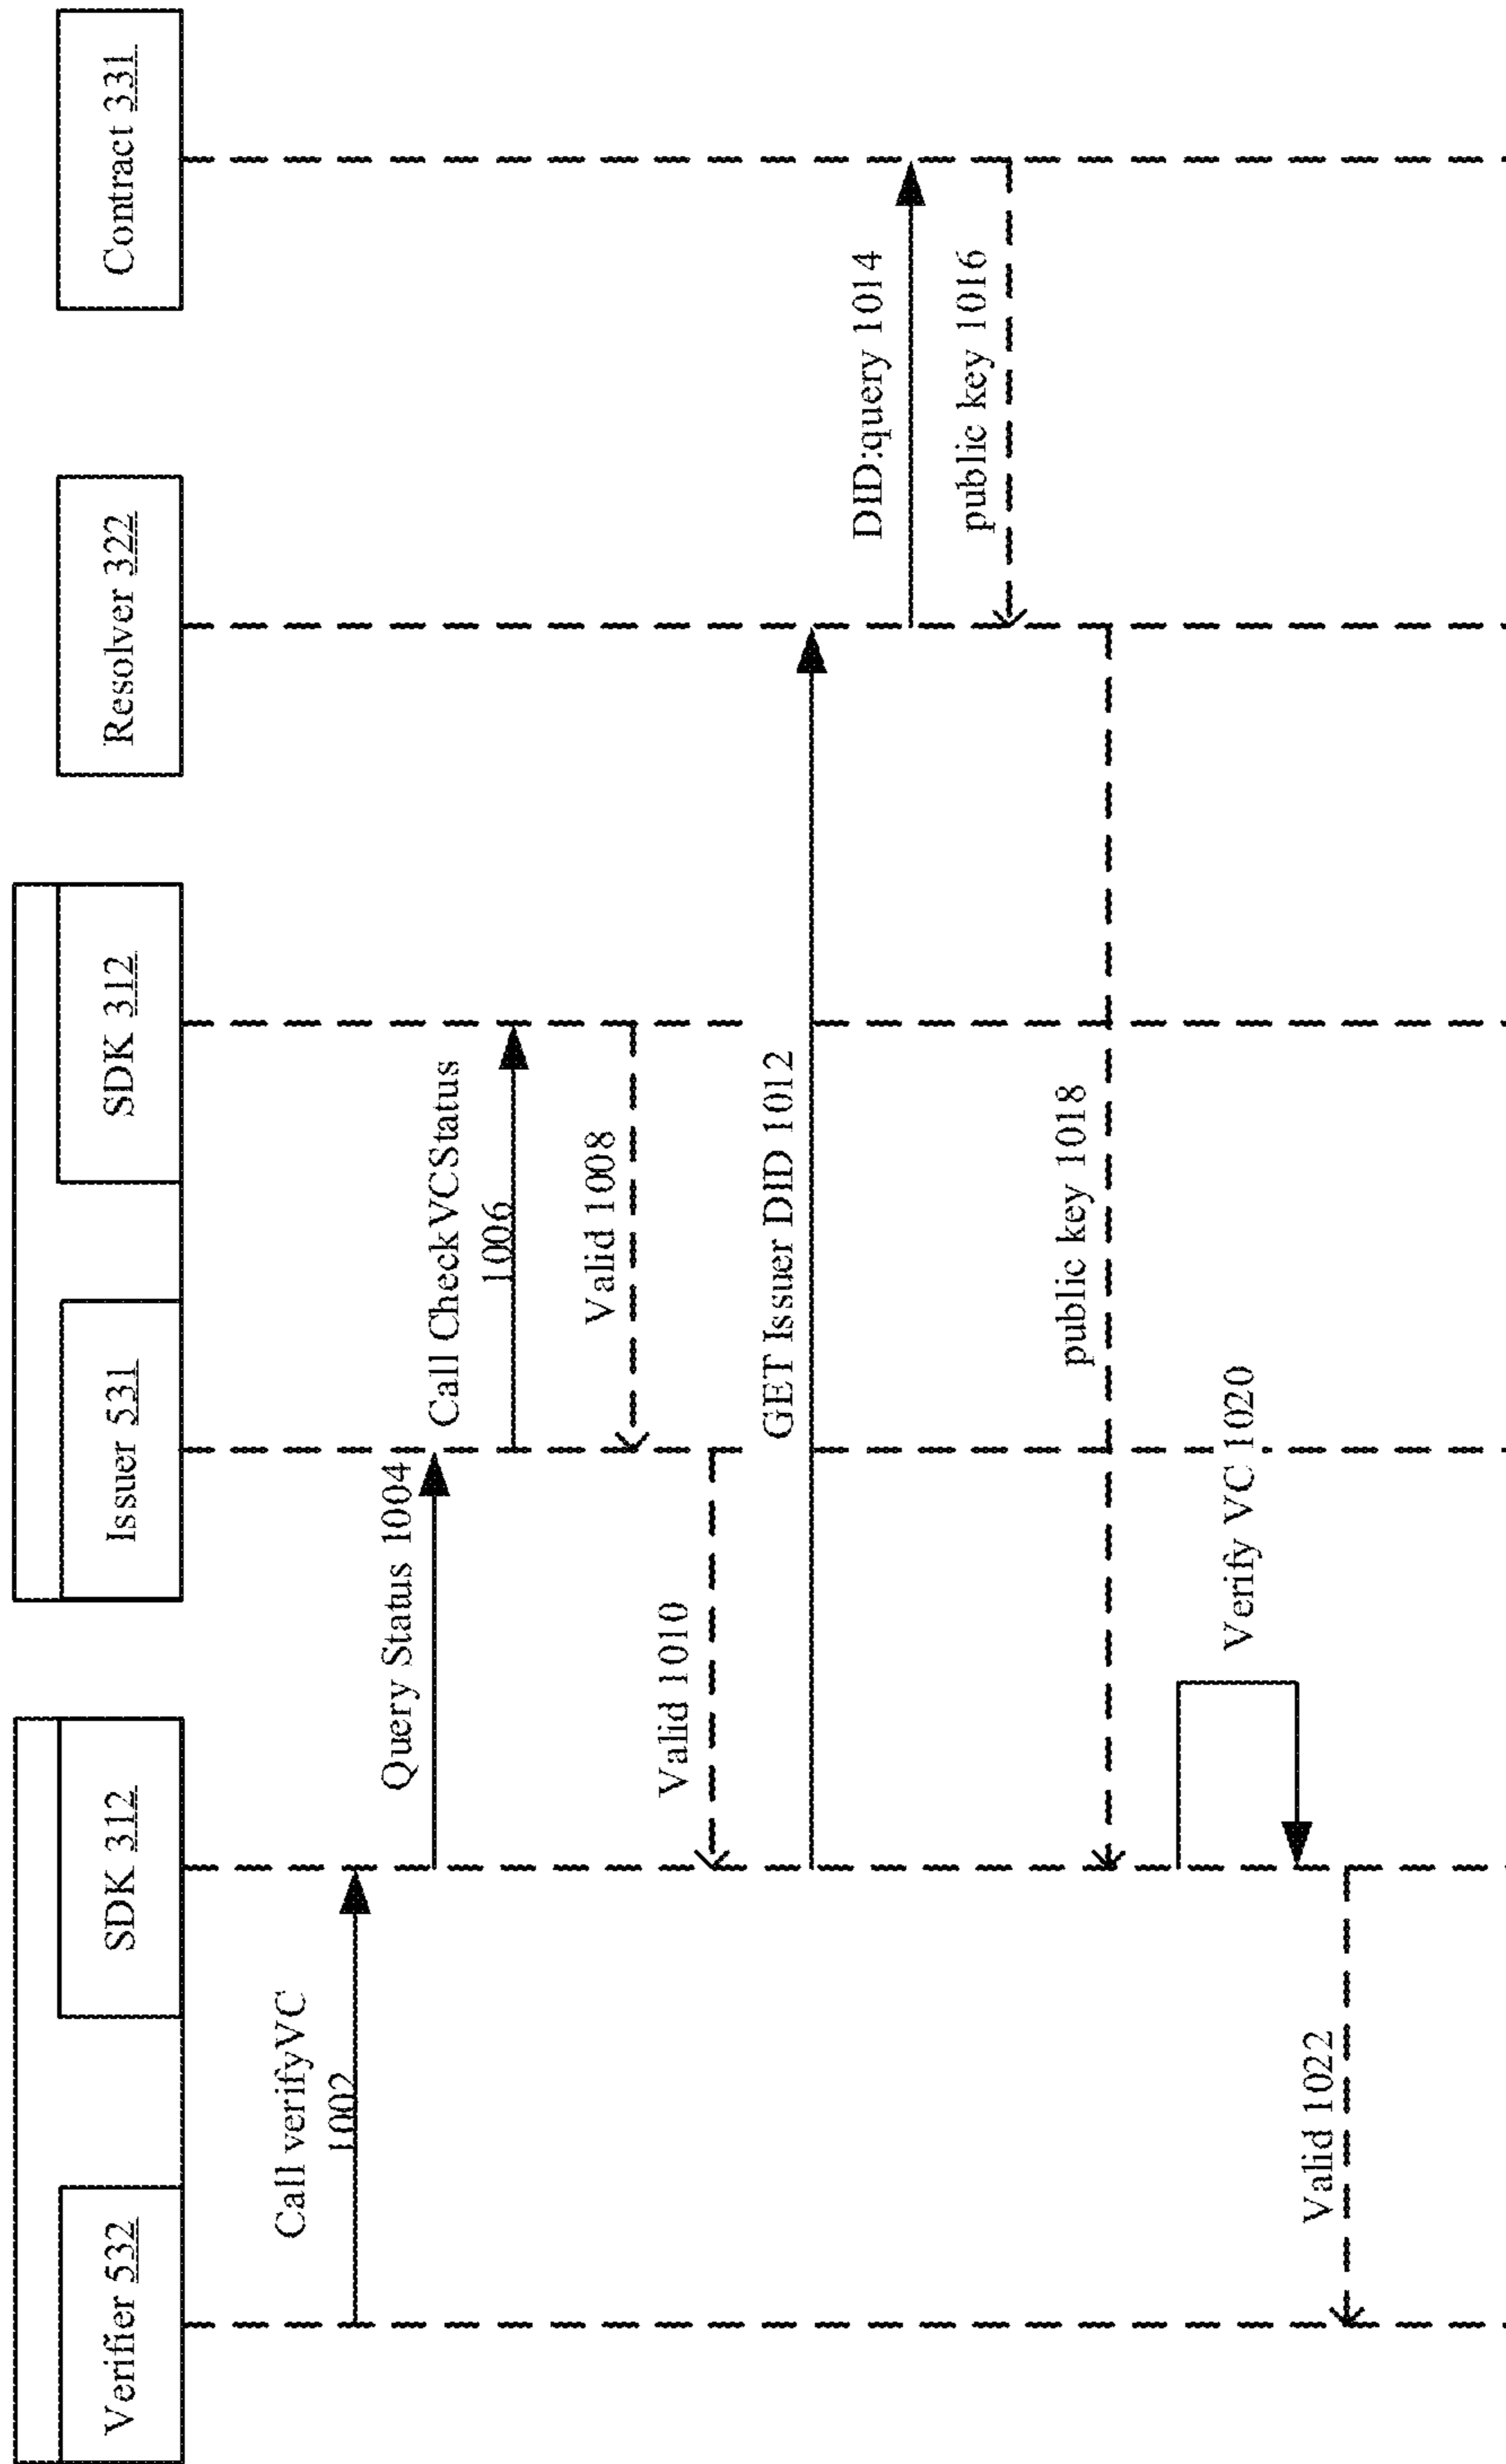 Verifier 532
SDK 312
Issuer 531
SDK 312
Resolver 322
Contract 331
Call verifyVC
1002
Query Status 1004
Call CheckVCStatus
1006
Valid 1008
Valid 1010
GET Issuer DID 1012
DID:query 1014
public key 1016
public key 1018
Verify VC 1020
Valid 1022